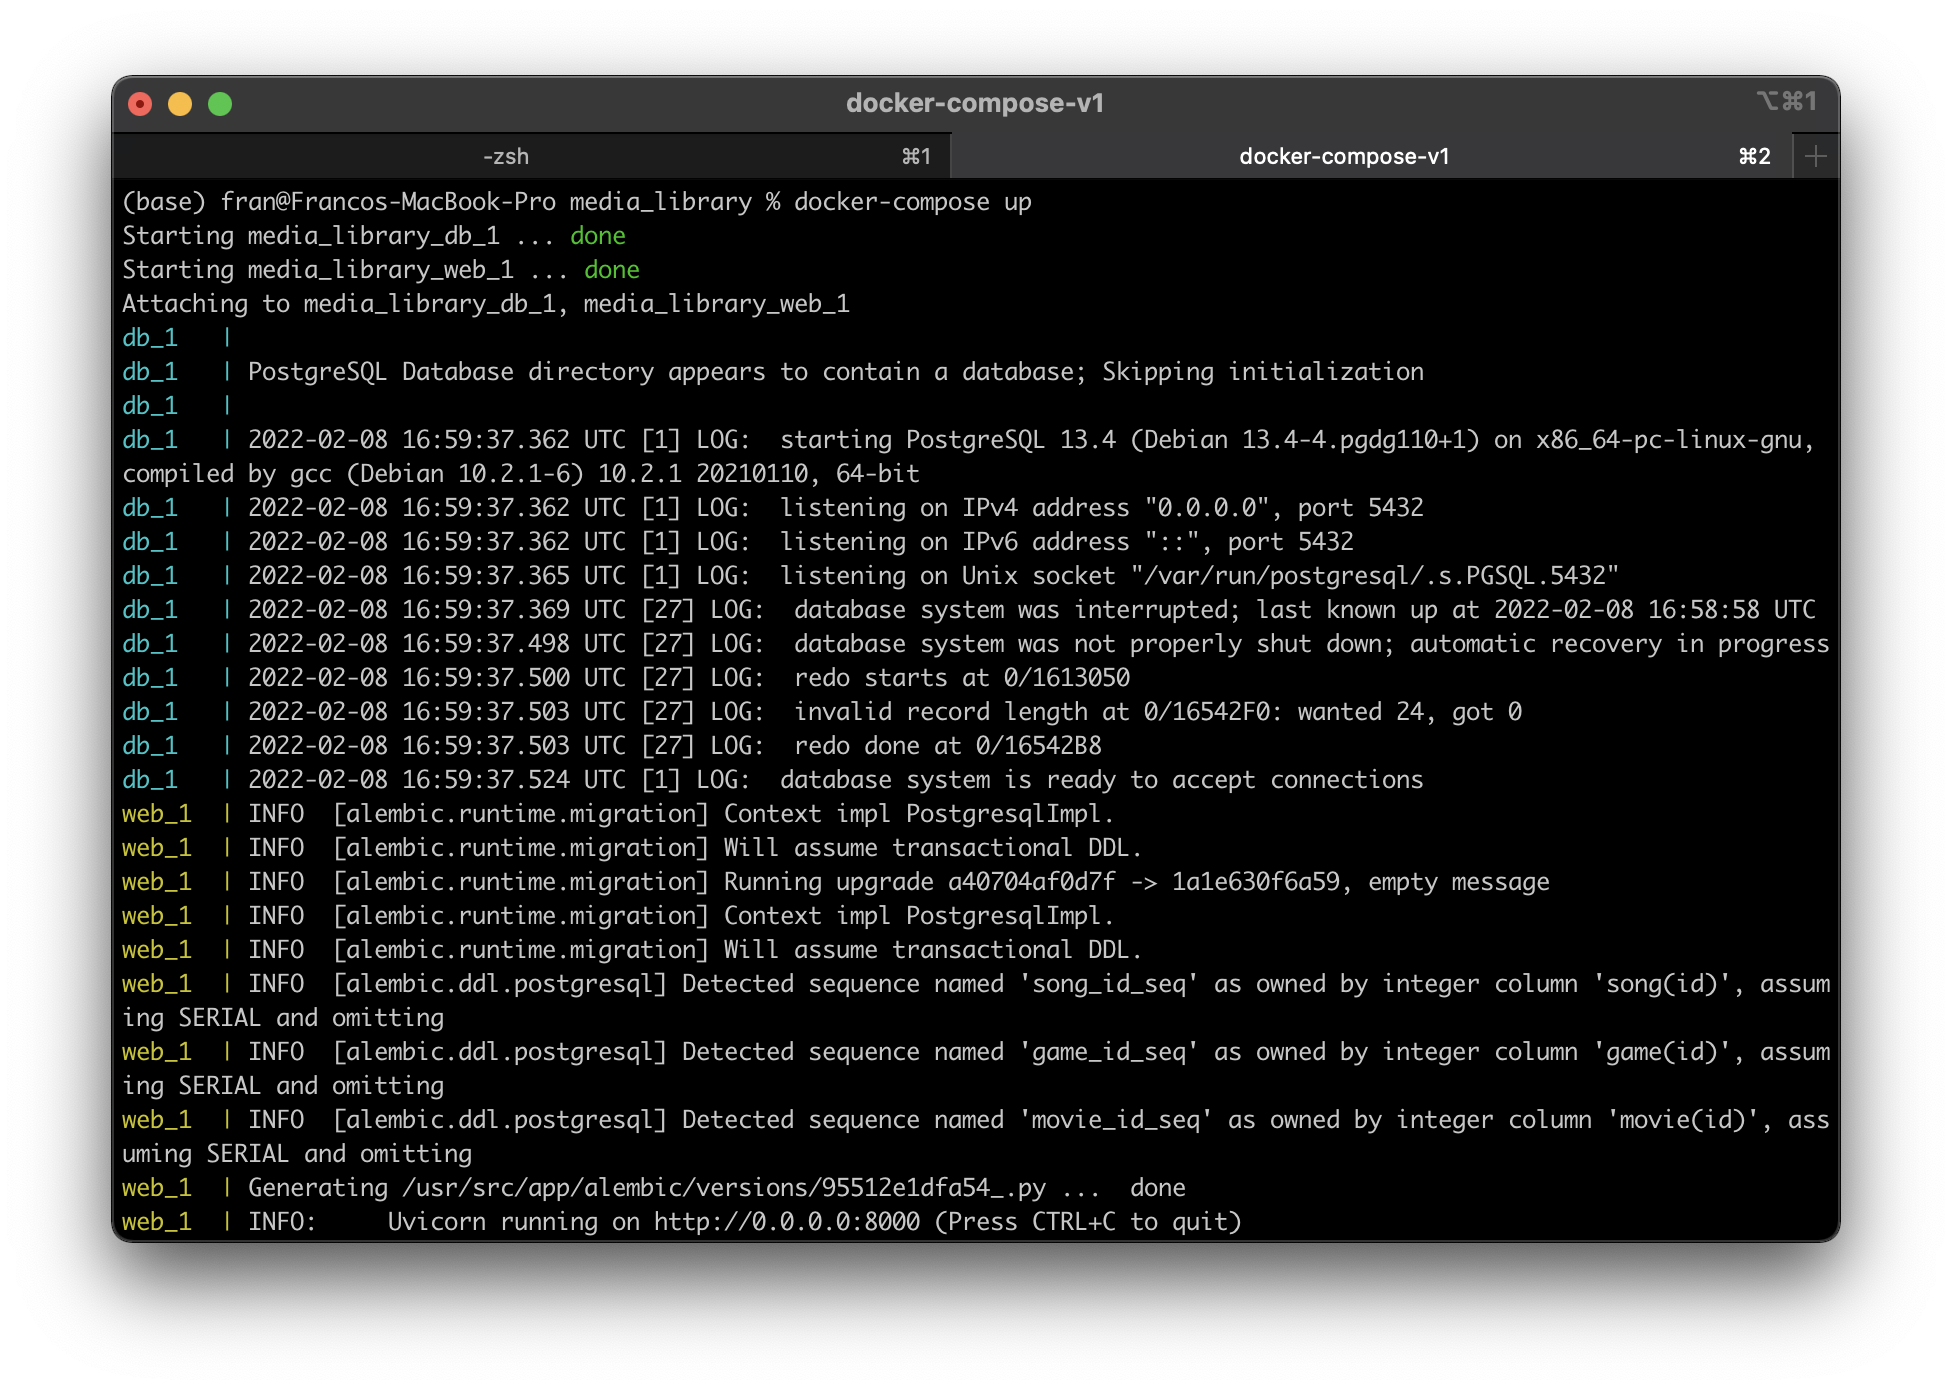 docker-compose-v1
⌥⌘1
-zsh ⌘1 docker-compose-v1 ⌘2 +
(base) fran@Francos-MacBook-Pro media_library % docker-compose up
Starting media_library_db_1 ... done
Starting media_library_web_1 ... done
Attaching to media_library_db_1, media_library_web_1
db_1   |
db_1   | PostgreSQL Database directory appears to contain a database; Skipping initialization
db_1   |
db_1   | 2022-02-08 16:59:37.362 UTC [1] LOG:  starting PostgreSQL 13.4 (Debian 13.4-4.pgdg110+1) on x86_64-pc-linux-gnu,
compiled by gcc (Debian 10.2.1-6) 10.2.1 20210110, 64-bit
db_1   | 2022-02-08 16:59:37.362 UTC [1] LOG:  listening on IPv4 address "0.0.0.0", port 5432
db_1   | 2022-02-08 16:59:37.362 UTC [1] LOG:  listening on IPv6 address "::", port 5432
db_1   | 2022-02-08 16:59:37.365 UTC [1] LOG:  listening on Unix socket "/var/run/postgresql/.s.PGSQL.5432"
db_1   | 2022-02-08 16:59:37.369 UTC [27] LOG:  database system was interrupted; last known up at 2022-02-08 16:58:58 UTC
db_1   | 2022-02-08 16:59:37.498 UTC [27] LOG:  database system was not properly shut down; automatic recovery in progress
db_1   | 2022-02-08 16:59:37.500 UTC [27] LOG:  redo starts at 0/1613050
db_1   | 2022-02-08 16:59:37.503 UTC [27] LOG:  invalid record length at 0/16542F0: wanted 24, got 0
db_1   | 2022-02-08 16:59:37.503 UTC [27] LOG:  redo done at 0/16542B8
db_1   | 2022-02-08 16:59:37.524 UTC [1] LOG:  database system is ready to accept connections
web_1  | INFO  [alembic.runtime.migration] Context impl PostgresqlImpl.
web_1  | INFO  [alembic.runtime.migration] Will assume transactional DDL.
web_1  | INFO  [alembic.runtime.migration] Running upgrade a40704af0d7f -> 1a1e630f6a59, empty message
web_1  | INFO  [alembic.runtime.migration] Context impl PostgresqlImpl.
web_1  | INFO  [alembic.runtime.migration] Will assume transactional DDL.
web_1  | INFO  [alembic.ddl.postgresql] Detected sequence named 'song_id_seq' as owned by integer column 'song(id)', assum
ing SERIAL and omitting
web_1  | INFO  [alembic.ddl.postgresql] Detected sequence named 'game_id_seq' as owned by integer column 'game(id)', assum
ing SERIAL and omitting
web_1  | INFO  [alembic.ddl.postgresql] Detected sequence named 'movie_id_seq' as owned by integer column 'movie(id)', ass
uming SERIAL and omitting
web_1  | Generating /usr/src/app/alembic/versions/95512e1dfa54_.py ...  done
web_1  | INFO:     Uvicorn running on http://0.0.0.0:8000 (Press CTRL+C to quit)